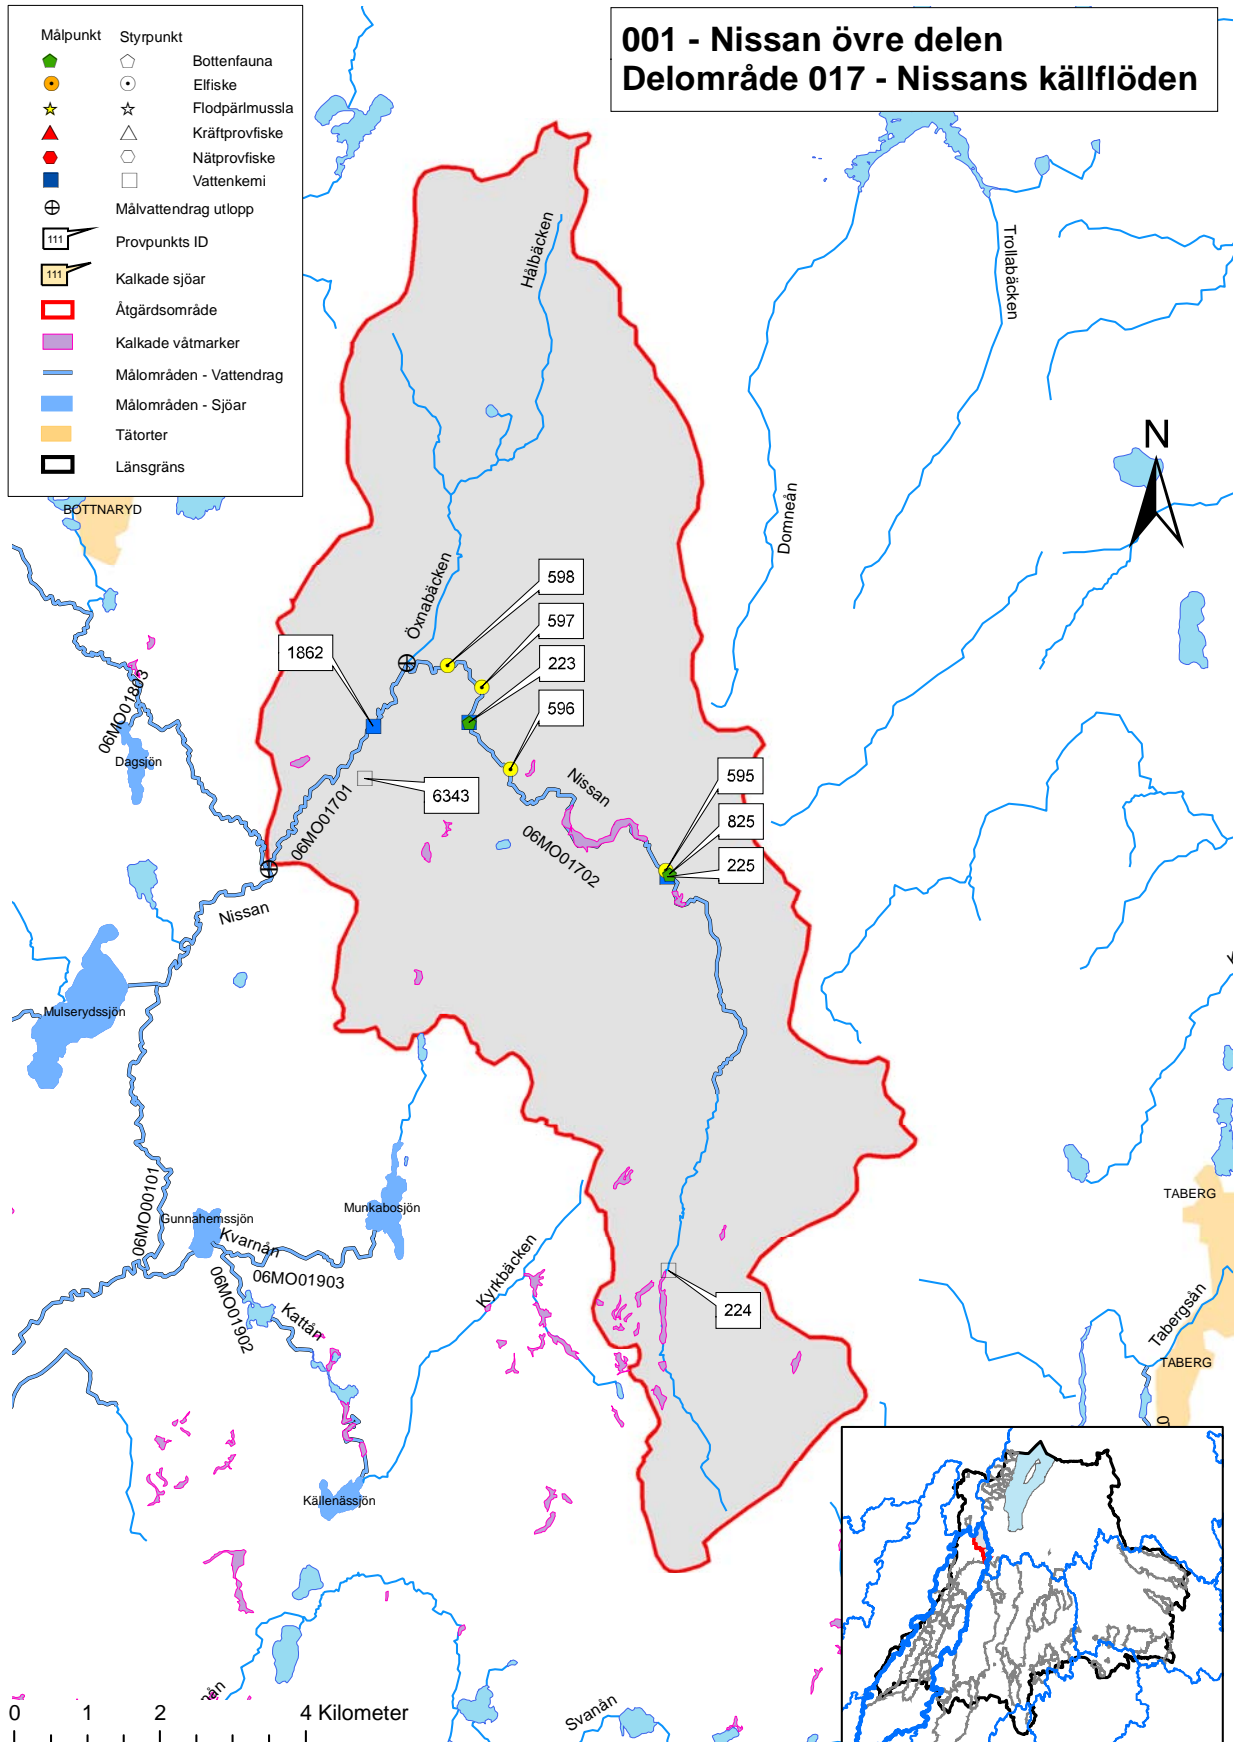 001 - Nissan övre delen
Delområde 017 - Nissans källflöden
Målpunkt Styrpunkt
Bottenfauna
Elfiske
Flodpärlmussla
Kräftprovfiske
Nätprovfiske
Vattenkemi
Målvattendrag utlopp
111 Provpunkts ID
111 Kalkade sjöar
Åtgärdsområde
Kalkade våtmarker
Målområden - Vattendrag
Målområden - Sjöar
Tätorter
Länsgräns
BOTTNARYD
Hålbäcken
Trollabäcken
N
Domneån
Öxnabäcken
598
597
1862
223
596
06MO01803
Dagsjön
Nissan
595
6343
825
06MO01701
06MO01702
225
Nissan
Mulserydssjön
06MO00101
Gunnahemssjön
Munkabosjön
Kvarnån
06MO01903
06MO01902
Kattån
Kyrkbäcken
TABERG
224
Tabergsån
TABERG
Källenässjön
Svanån
0 1 2 4 Kilometer